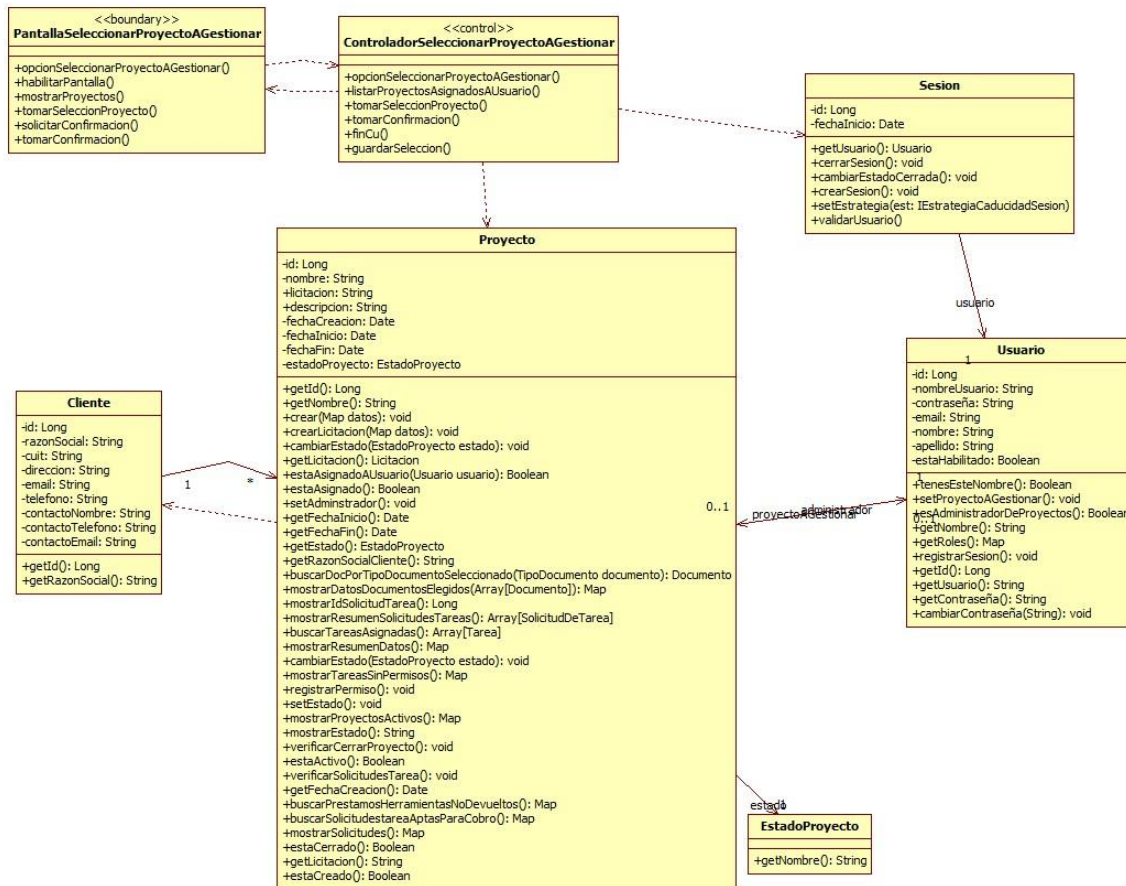 <<boundary>>
PantallaSeleccionarProyectoAGestionar
+opcionSeleccionarProyectoAGestionar()
+habilitarPantalla()
+mostrarProyectos()
+tomarSeleccionProyecto()
+solicitarConfirmacion()
+tomarConfirmacion()
<<control>>
ControladorSeleccionarProyectoAGestionar
+opcionSeleccionarProyectoAGestionar()
+listarProyectosAsignadosAUsuario()
+tomarSeleccionProyecto()
+tomarConfirmacion()
+finCu()
+guardarSeleccion()
Sesion
-id: Long
-fechaInicio: Date
+getUsuario(): Usuario
+cerrarSesion(): void
+cambiarEstadoCerrada(): void
+crearSesion(): void
+setEstrategia(est: IEstrategiaCaducidadSesion)
+validarUsuario()
Proyecto
-id: Long
-nombre: String
+licitacion: String
+descripcion: String
-fechaCreacion: Date
-fechaInicio: Date
-fechaFin: Date
-estadoProyecto: EstadoProyecto
+getId(): Long
+getNombre(): String
+crear(Map datos): void
+crearLicitacion(Map datos): void
+cambiarEstado(EstadoProyecto estado): void
+getLicitacion(): Licitacion
+estaAsignadoAUsuario(Usuario usuario): Boolean
+estaAsignado(): Boolean
+setAdminstrador(): void
+getFechaInicio(): Date
+getFechaFin(): Date
+getEstado(): EstadoProyecto
+getRazonSocialCliente(): String
+buscarDocPorTipoDocumentoSeleccionado(TipoDocumento documento): Documento
+mostrarDatosDocumentosElegidos(Array[Documento]): Map
+mostrarIdSolicitudTarea(): Long
+mostrarResumenSolicitudesTareas(): Array[SolicitudDeTarea]
+buscarTareasAsignadas(): Array[Tarea]
+mostrarResumenDatos(): Map
+cambiarEstado(EstadoProyecto estado): void
+mostrarTareasSinPermisos(): Map
+registrarPermiso(): void
+setEstado(): void
+mostrarProyectosActivos(): Map
+mostrarEstado(): String
+verificarCerrarProyecto(): void
+estaActivo(): Boolean
+verificarSolicitudesTarea(): void
+getFechaCreacion(): Date
+buscarPrestamosHerramientasNoDevueltos(): Map
+buscarSolicitudestareaAptasParaCobro(): Map
+mostrarSolicitudes(): Map
+estaCerrado(): Boolean
+getLicitacion(): String
+estaCreado(): Boolean
Cliente
-id: Long
-razonSocial: String
-cuit: String
-direccion: String
-email: String
-telefono: String
-contactoNombre: String
-contactoTelefono: String
-contactoEmail: String
+getId(): Long
+getRazonSocial(): String
1
*
usuario
1
Usuario
-id: Long
-nombreUsuario: String
-contraseña: String
-email: String
-nombre: String
-apellido: String
-estaHabilitado: Boolean
+tenesEsteNombre(): Boolean
+setProyectoAGestionar(): void
+esAdministradorDeProyectos(): Boolean
+getNombre(): String
+getRoles(): Map
+registrarSesion(): void
+getId(): Long
+getUsuario(): String
+getContraseña(): String
+cambiarContraseña(String): void
0..1
proyectoAGestionar
administrador
1
0..1
estado
1
EstadoProyecto
+getNombre(): String